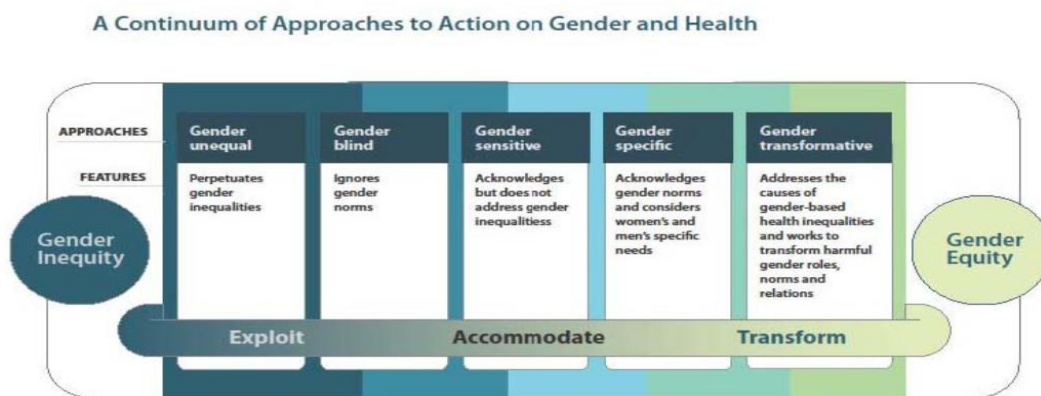 A Continuum of Approaches to Action on Gender and Health
APPROACHES
Gender
unequal
Gender
blind
Gender
sensitive
Gender
specific
Gender
transformative
FEATURES
Perpetuates
gender
inequalities
Ignores
gender
norms
Acknowledges
but does not
address gender
inequalitiess
Acknowledges
gender norms
and considers
women's and
men's specific
needs
Addresses the
causes of
gender-based
health inequalities
and works to
transform harmful
gender roles,
norms and
relations
Gender
Inequity
Gender
Equity
Exploit
Accommodate
Transform